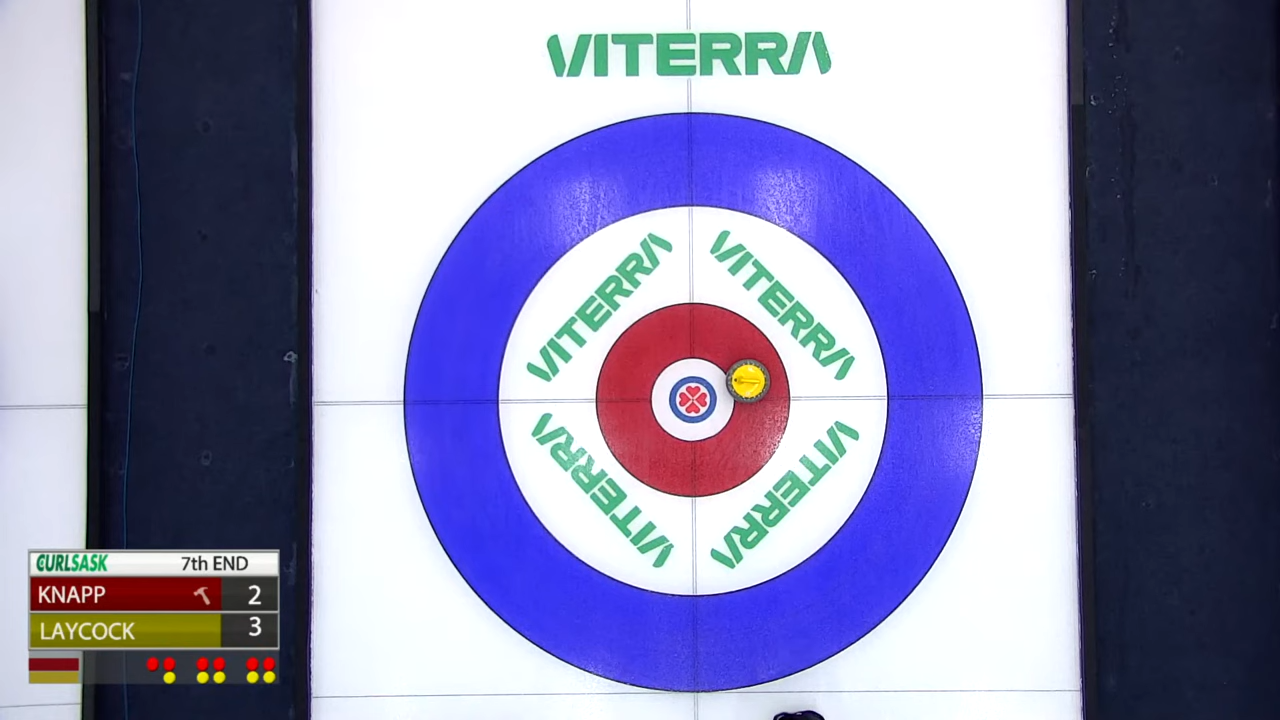 VITERRA
VITERRA
VITERRA
VITERRA
VITERRA
CURLSASK 7th END
KNAPP 2
LAYCOCK 3